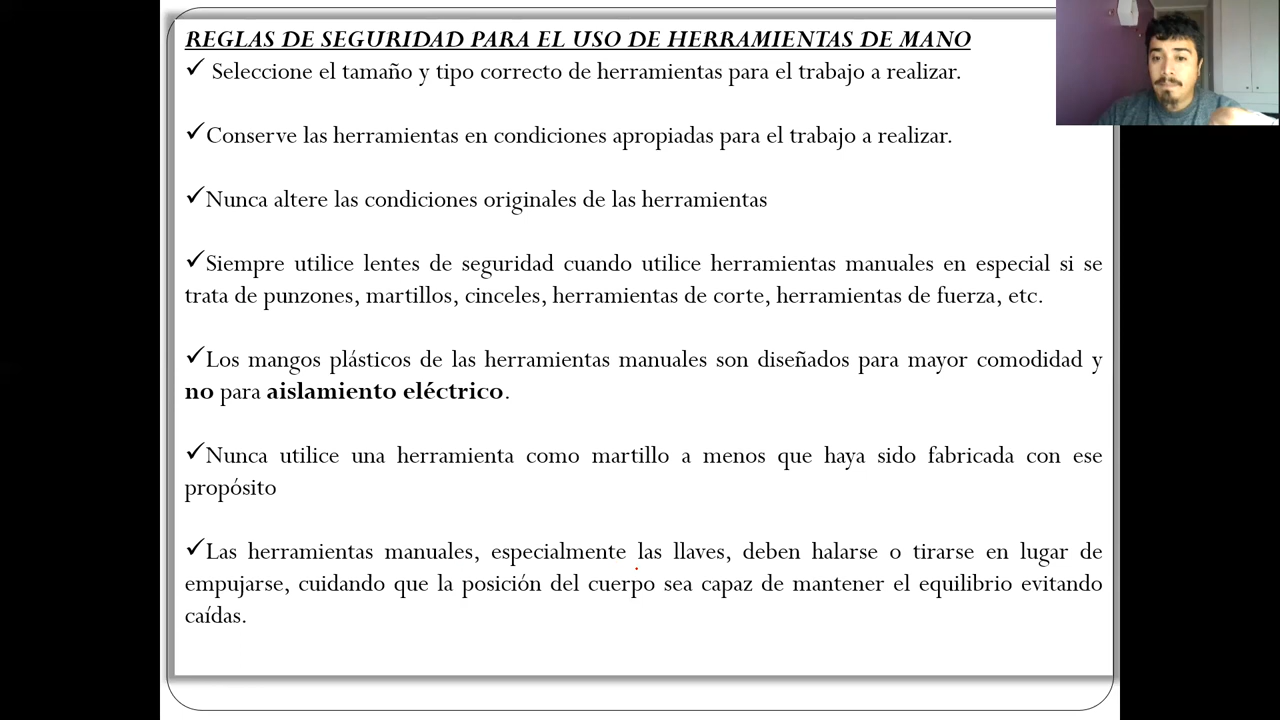 REGLAS DE SEGURIDAD PARA EL USO DE HERRAMIENTAS DE MANO
✓ Seleccione el tamaño y tipo correcto de herramientas para el trabajo a realizar.
✓Conserve las herramientas en condiciones apropiadas para el trabajo a realizar.
✓Nunca altere las condiciones originales de las herramientas
✓Siempre utilice lentes de seguridad cuando utilice herramientas manuales en especial si se
trata de punzones, martillos, cinceles, herramientas de corte, herramientas de fuerza, etc.
✓Los mangos plásticos de las herramientas manuales son diseñados para mayor comodidad y
no para aislamiento eléctrico.
✓Nunca utilice una herramienta como martillo a menos que haya sido fabricada con ese
propósito
✓Las herramientas manuales, especialmente las llaves, deben halarse o tirarse en lugar de
empujarse, cuidando que la posición del cuerpo sea capaz de mantener el equilibrio evitando
caídas.